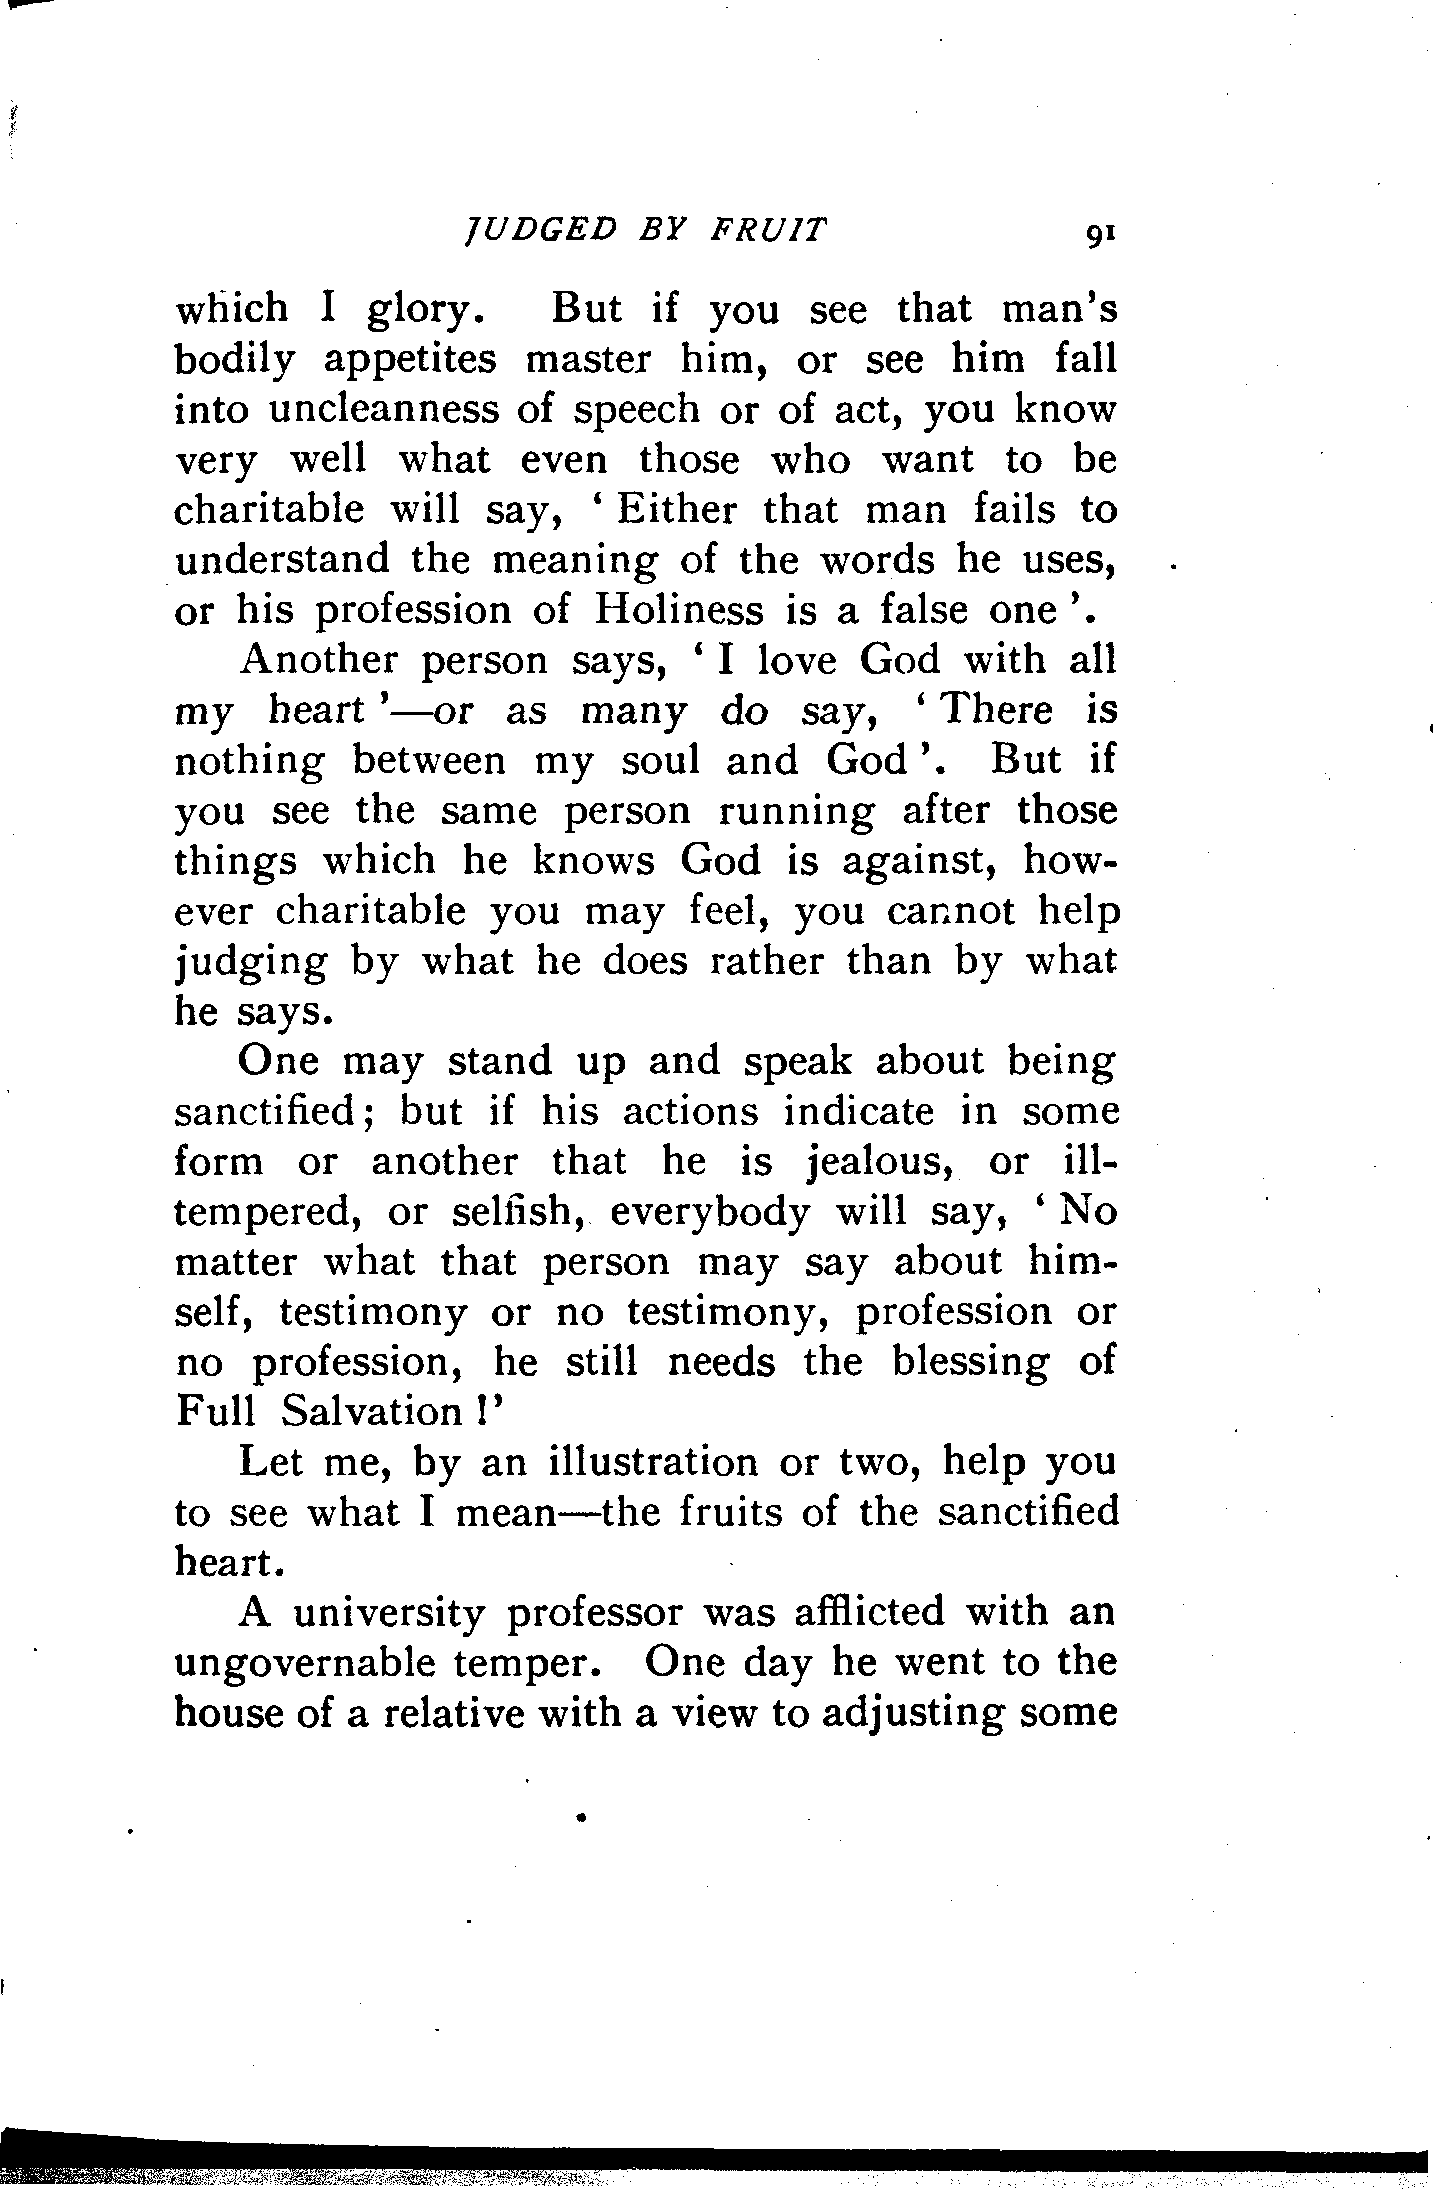 JUDGED BY FRUIT 91
which I glory. But if you see that man's
bodily appetites master him, or see him fall
into uncleanness of speech or of act, you know
very well what even those who want to be
charitable will say, ‘ Either that man fails to
understand the meaning of the words he uses,
or his profession of Holiness is a false one ’.
Another person says, ‘ I love God with all
my heart ’—or as many do say, ‘ There is
nothing between my soul and God ’. But if
you see the same person running after those
things which he knows God is against, how-
ever charitable you may feel, you cannot help
judging by what he does rather than by what
he says.
One may stand up and speak about being
sanctified; but if his actions indicate in some
form or another that he is jealous, or ill-
tempered, or selfish, everybody will say, ‘ No
matter what that person may say about him-
self, testimony or no testimony, profession or
no profession, he still needs the blessing of
Full Salvation !’
Let me, by an illustration or two, help you
to see what I mean—the fruits of the sanctified
heart.
A university professor was afflicted with an
ungovernable temper. One day he went to the
house of a relative with a view to adjusting some